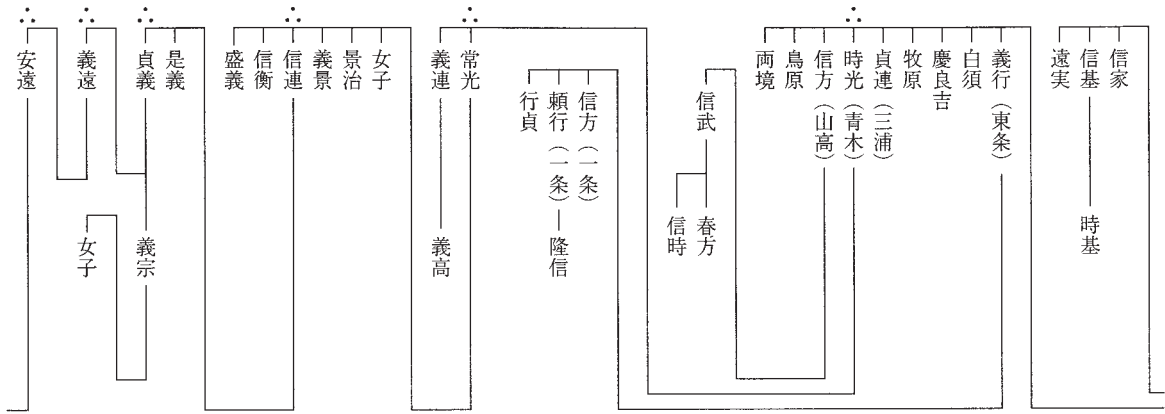 信家
信基
時基
遠実
義行（東条）
白須
慶良吉
牧原
貞連（三浦）
時光（青木）
信方（山高）
鳥原
両境
信武
春方
信時
信方（一条）
頼行（一条）
隆信
行貞
常光
義連
義高
女子
景治
義景
信連
信衡
盛義
是義
貞義
義宗
女子
義遠
安遠